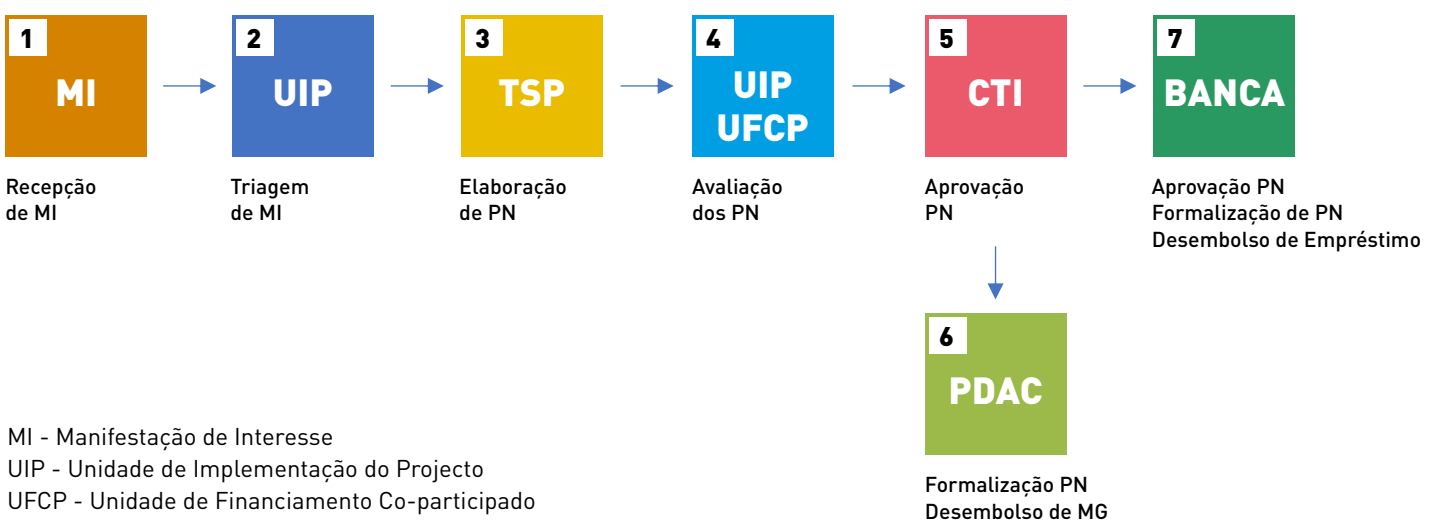 1
MI
Recepção
de MI
2
UIP
Triagem
de MI
3
TSP
Elaboração
de PN
4
UIP
UFCP
Avaliação
dos PN
5
CTI
Aprovação
PN
7
BANCA
Aprovação PN
Formalização de PN
Desembolso de Empréstimo
6
PDAC
Formalização PN
Desembolso de MG
MI - Manifestação de Interesse
UIP - Unidade de Implementação do Projecto
UFCP - Unidade de Financiamento Co-participado